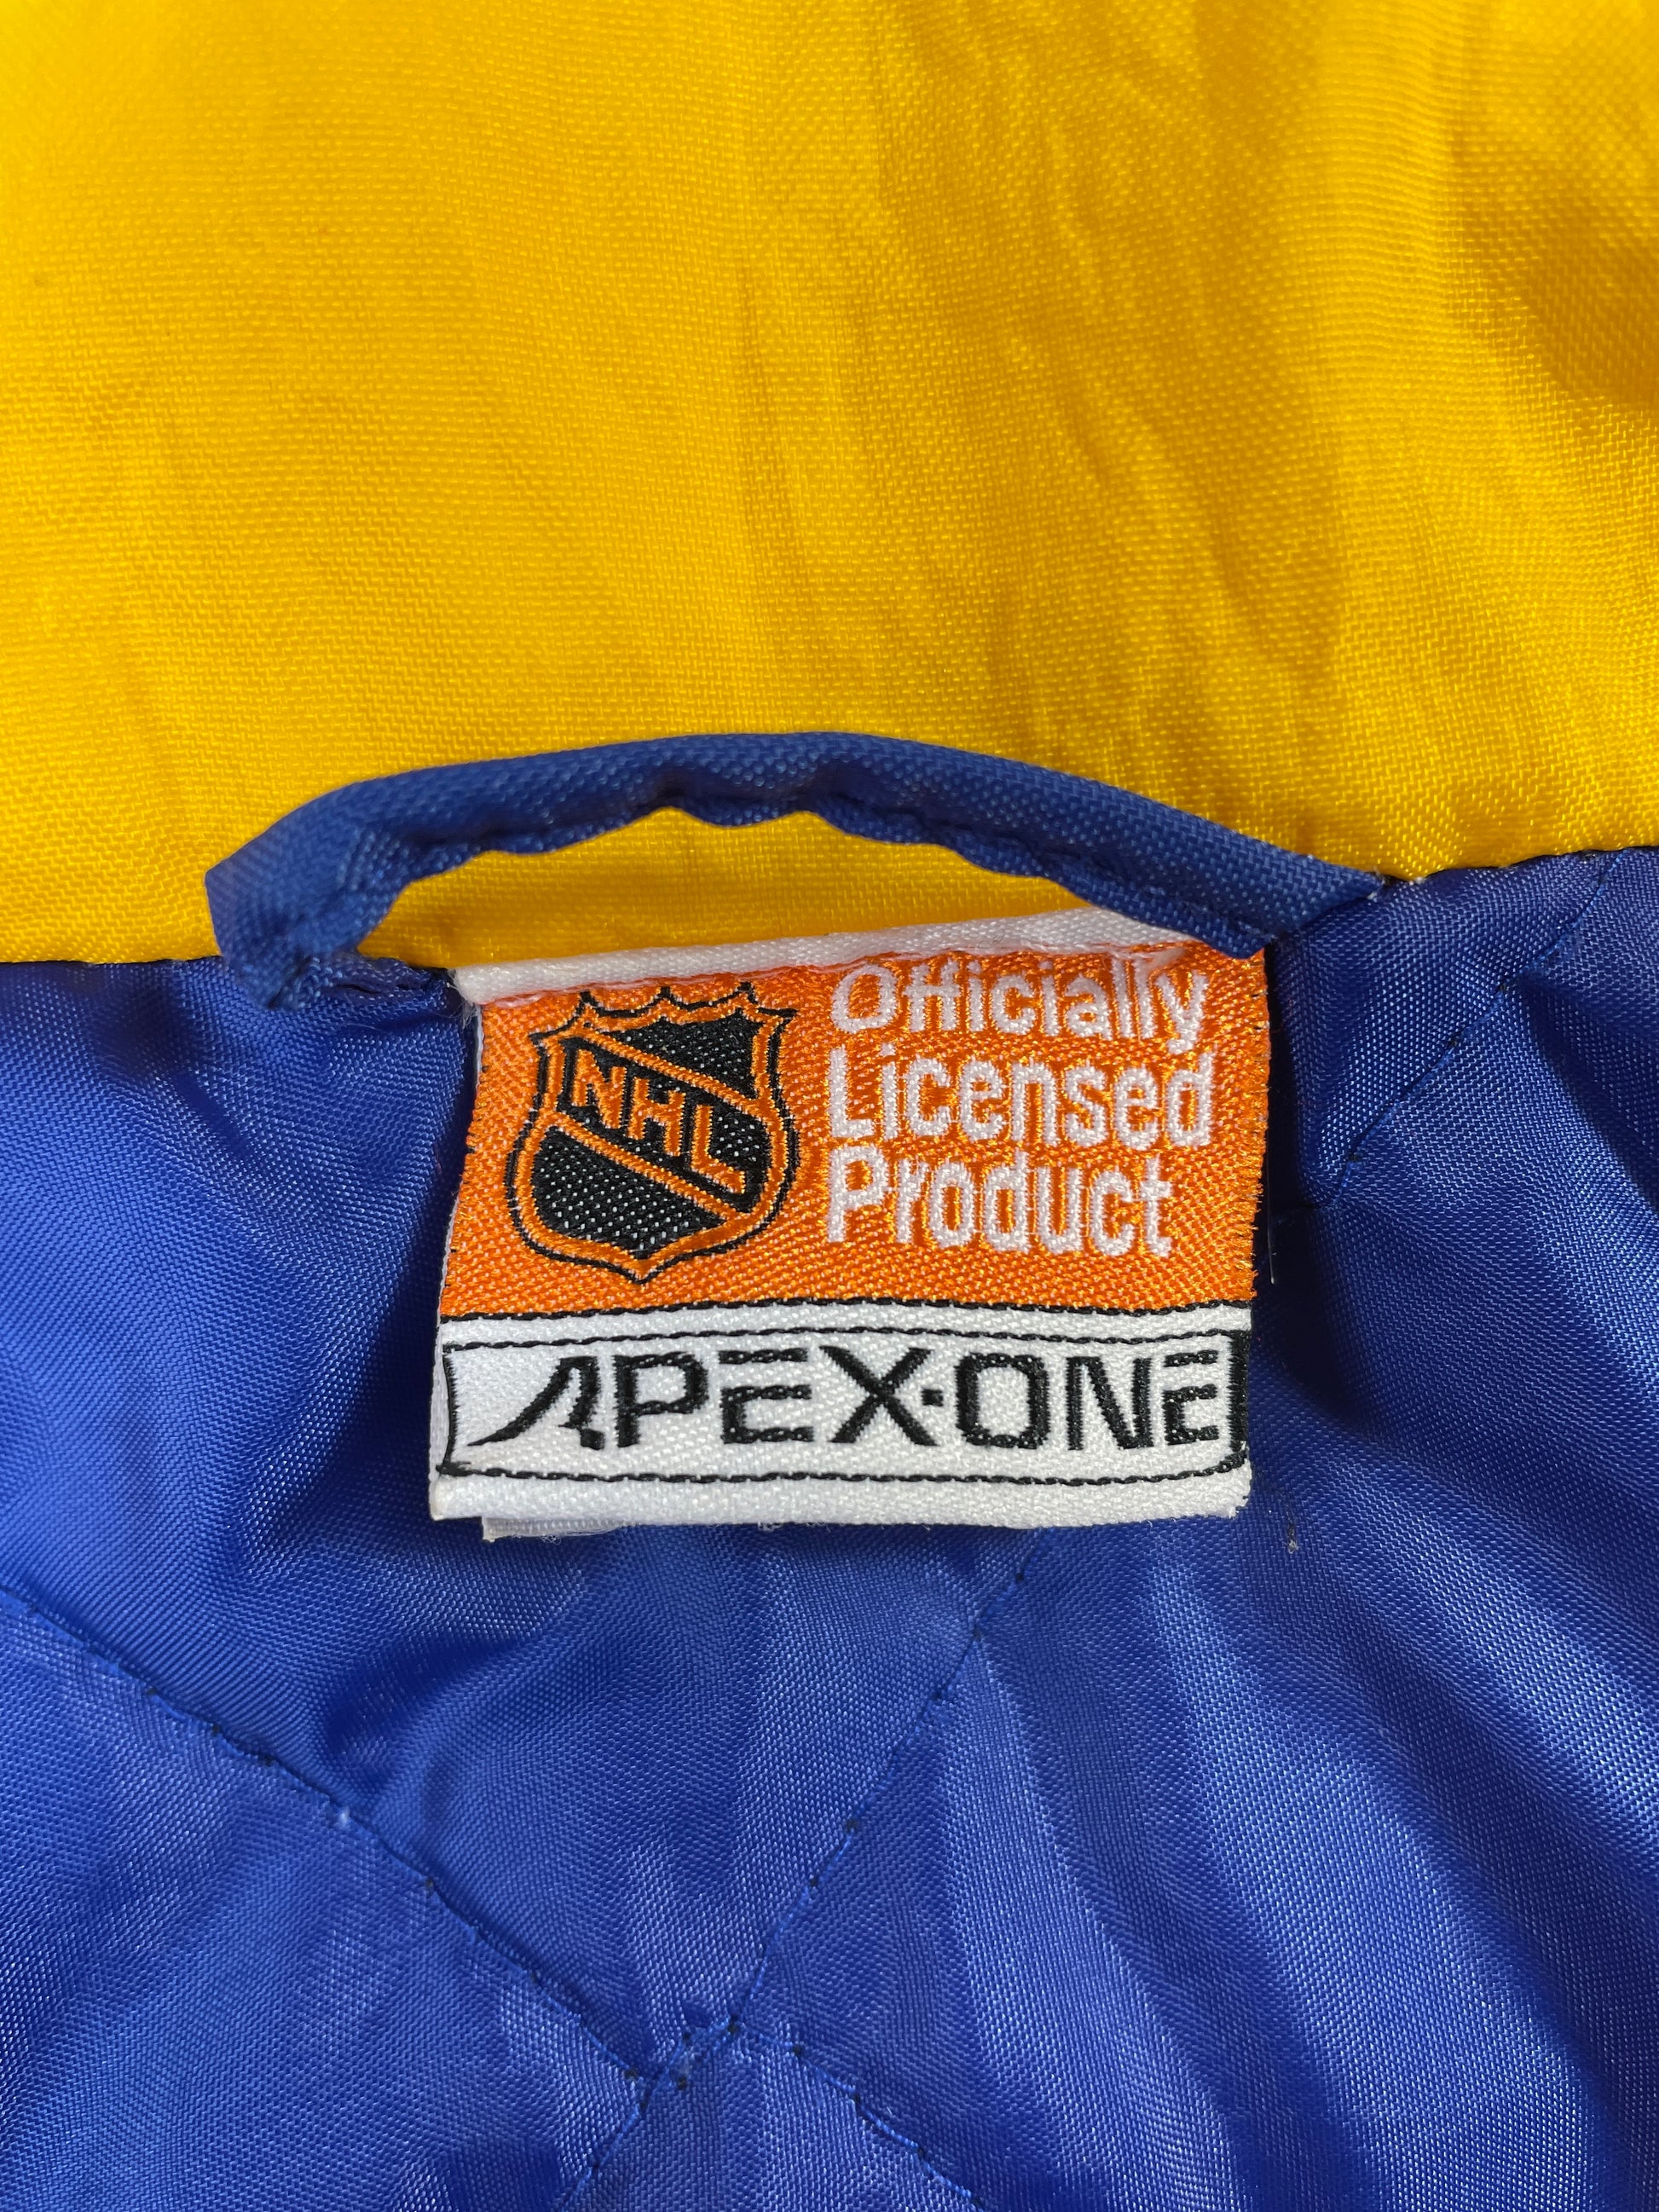 NHL
Officially
Licensed
Product
APEX·ONE